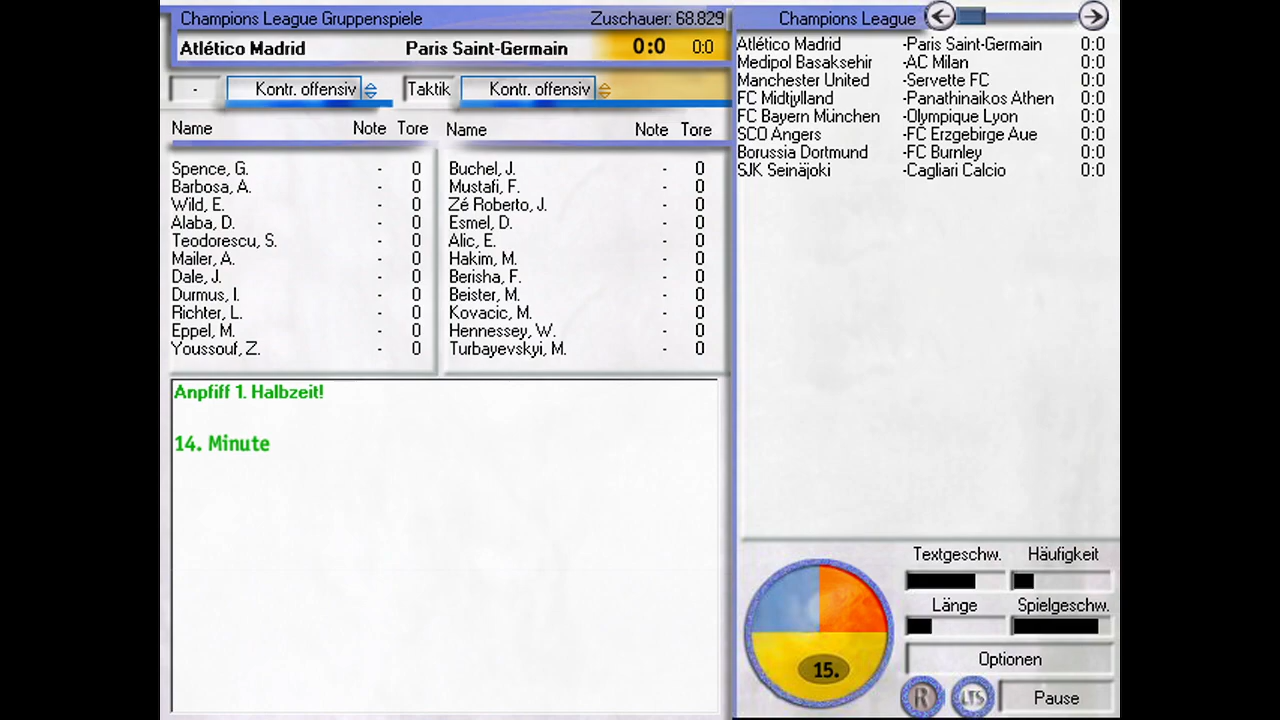 Champions League Gruppenspiele Zuschauer: 68.829
Atlético Madrid Paris Saint-Germain 0:0 0:0
- Kontr. offensiv Taktik Kontr. offensiv
Name Note Tore Name Note Tore
Spence, G. - 0 Buchel, J. - 0
Barbosa, A. - 0 Mustafi, F. - 0
Wild, E. - 0 Zé Roberto, J. - 0
Alaba, D. - 0 Esmel, D. - 0
Teodorescu, S. - 0 Alic, E. - 0
Mailer, A. - 0 Hakim, M. - 0
Dale, J. - 0 Berisha, F. - 0
Durmus, I. - 0 Beister, M. - 0
Richter, L. - 0 Kovacic, M. - 0
Eppel, M. - 0 Hennessey, W. - 0
Youssouf, Z. - 0 Turbayevskyi, M. - 0
Anpfiff 1. Halbzeit!
14. Minute
Champions League
Atlético Madrid -Paris Saint-Germain 0:0
Medipol Basaksehir -AC Milan 0:0
Manchester United -Servette FC 0:0
FC Midtjylland -Panathinaikos Athen 0:0
FC Bayern München -Olympique Lyon 0:0
SCO Angers -FC Erzgebirge Aue 0:0
Borussia Dortmund -FC Burnley 0:0
SJK Seinäjoki -Cagliari Calcio 0:0
Textgeschw. Häufigkeit
Länge Spielgeschw.
15.
Optionen
R LTS Pause